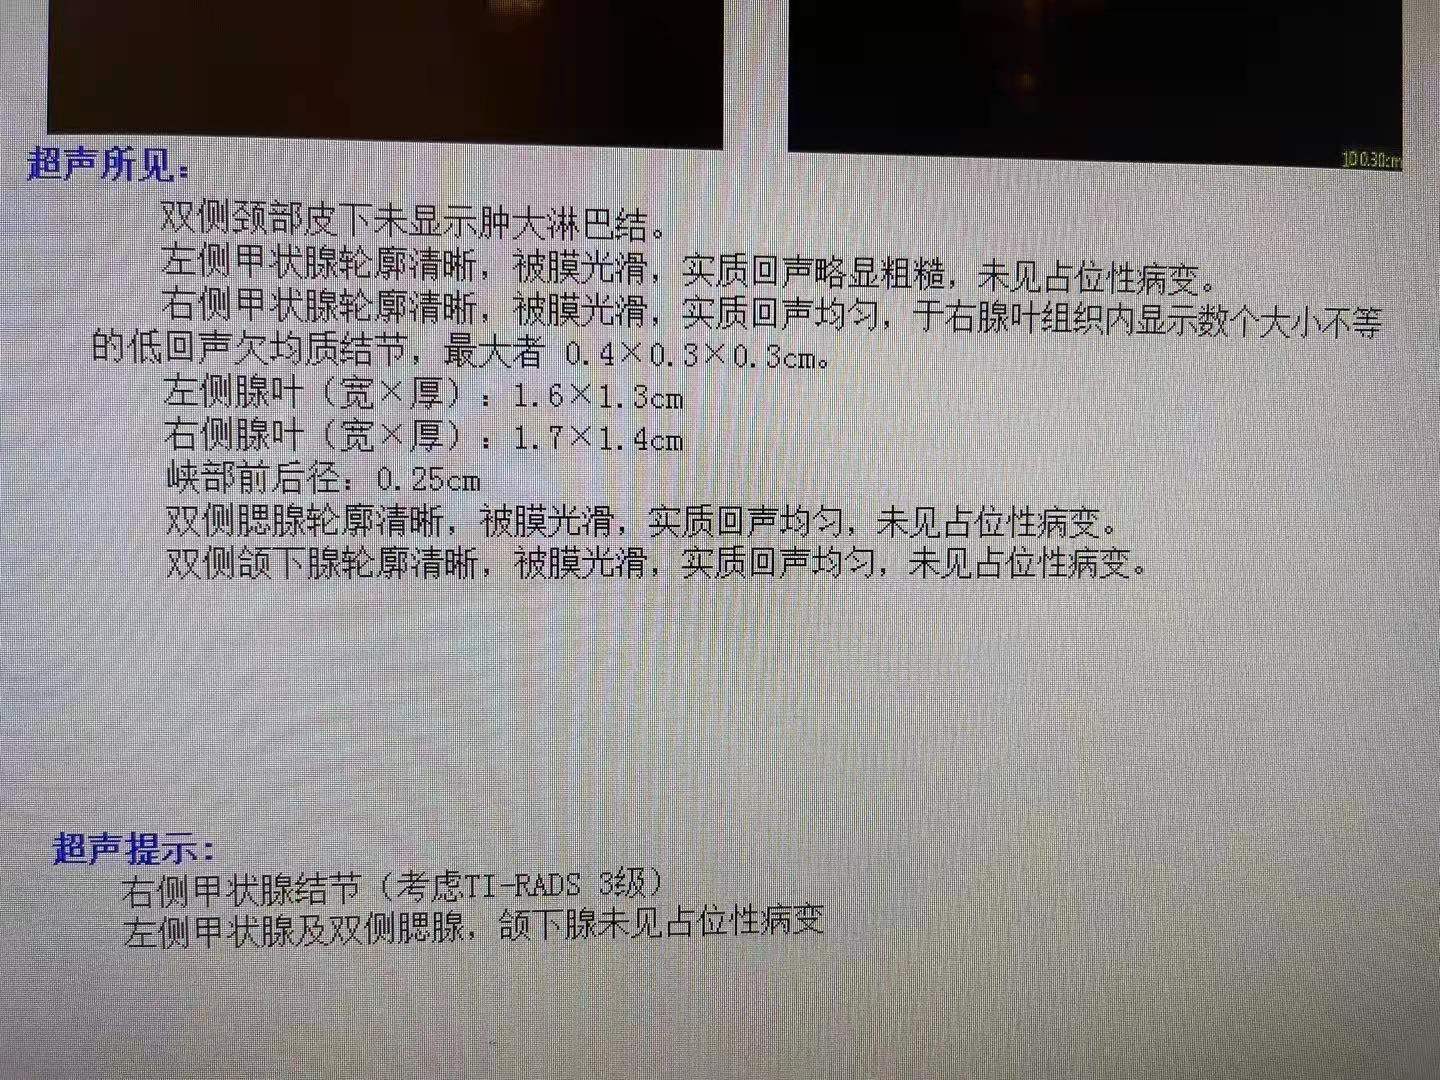 10 0.30cm
超声所见：
双侧颈部皮下未显示肿大淋巴结。
左侧甲状腺轮廓清晰，被膜光滑，实质回声略显粗糙，未见占位性病变。
右侧甲状腺轮廓清晰，被膜光滑，实质回声均匀，于右腺叶组织内显示数个大小不等
的低回声欠均质结节，最大者 0.4×0.3×0.3cm。
左侧腺叶（宽×厚）：1.6×1.3cm
右侧腺叶（宽×厚）：1.7×1.4cm
峡部前后径：0.25cm
双侧腮腺轮廓清晰，被膜光滑，实质回声均匀，未见占位性病变。
双侧颌下腺轮廓清晰，被膜光滑，实质回声均匀，未见占位性病变。
超声提示：
右侧甲状腺结节（考虑TI-RADS 3级）
左侧甲状腺及双侧腮腺，颌下腺未见占位性病变